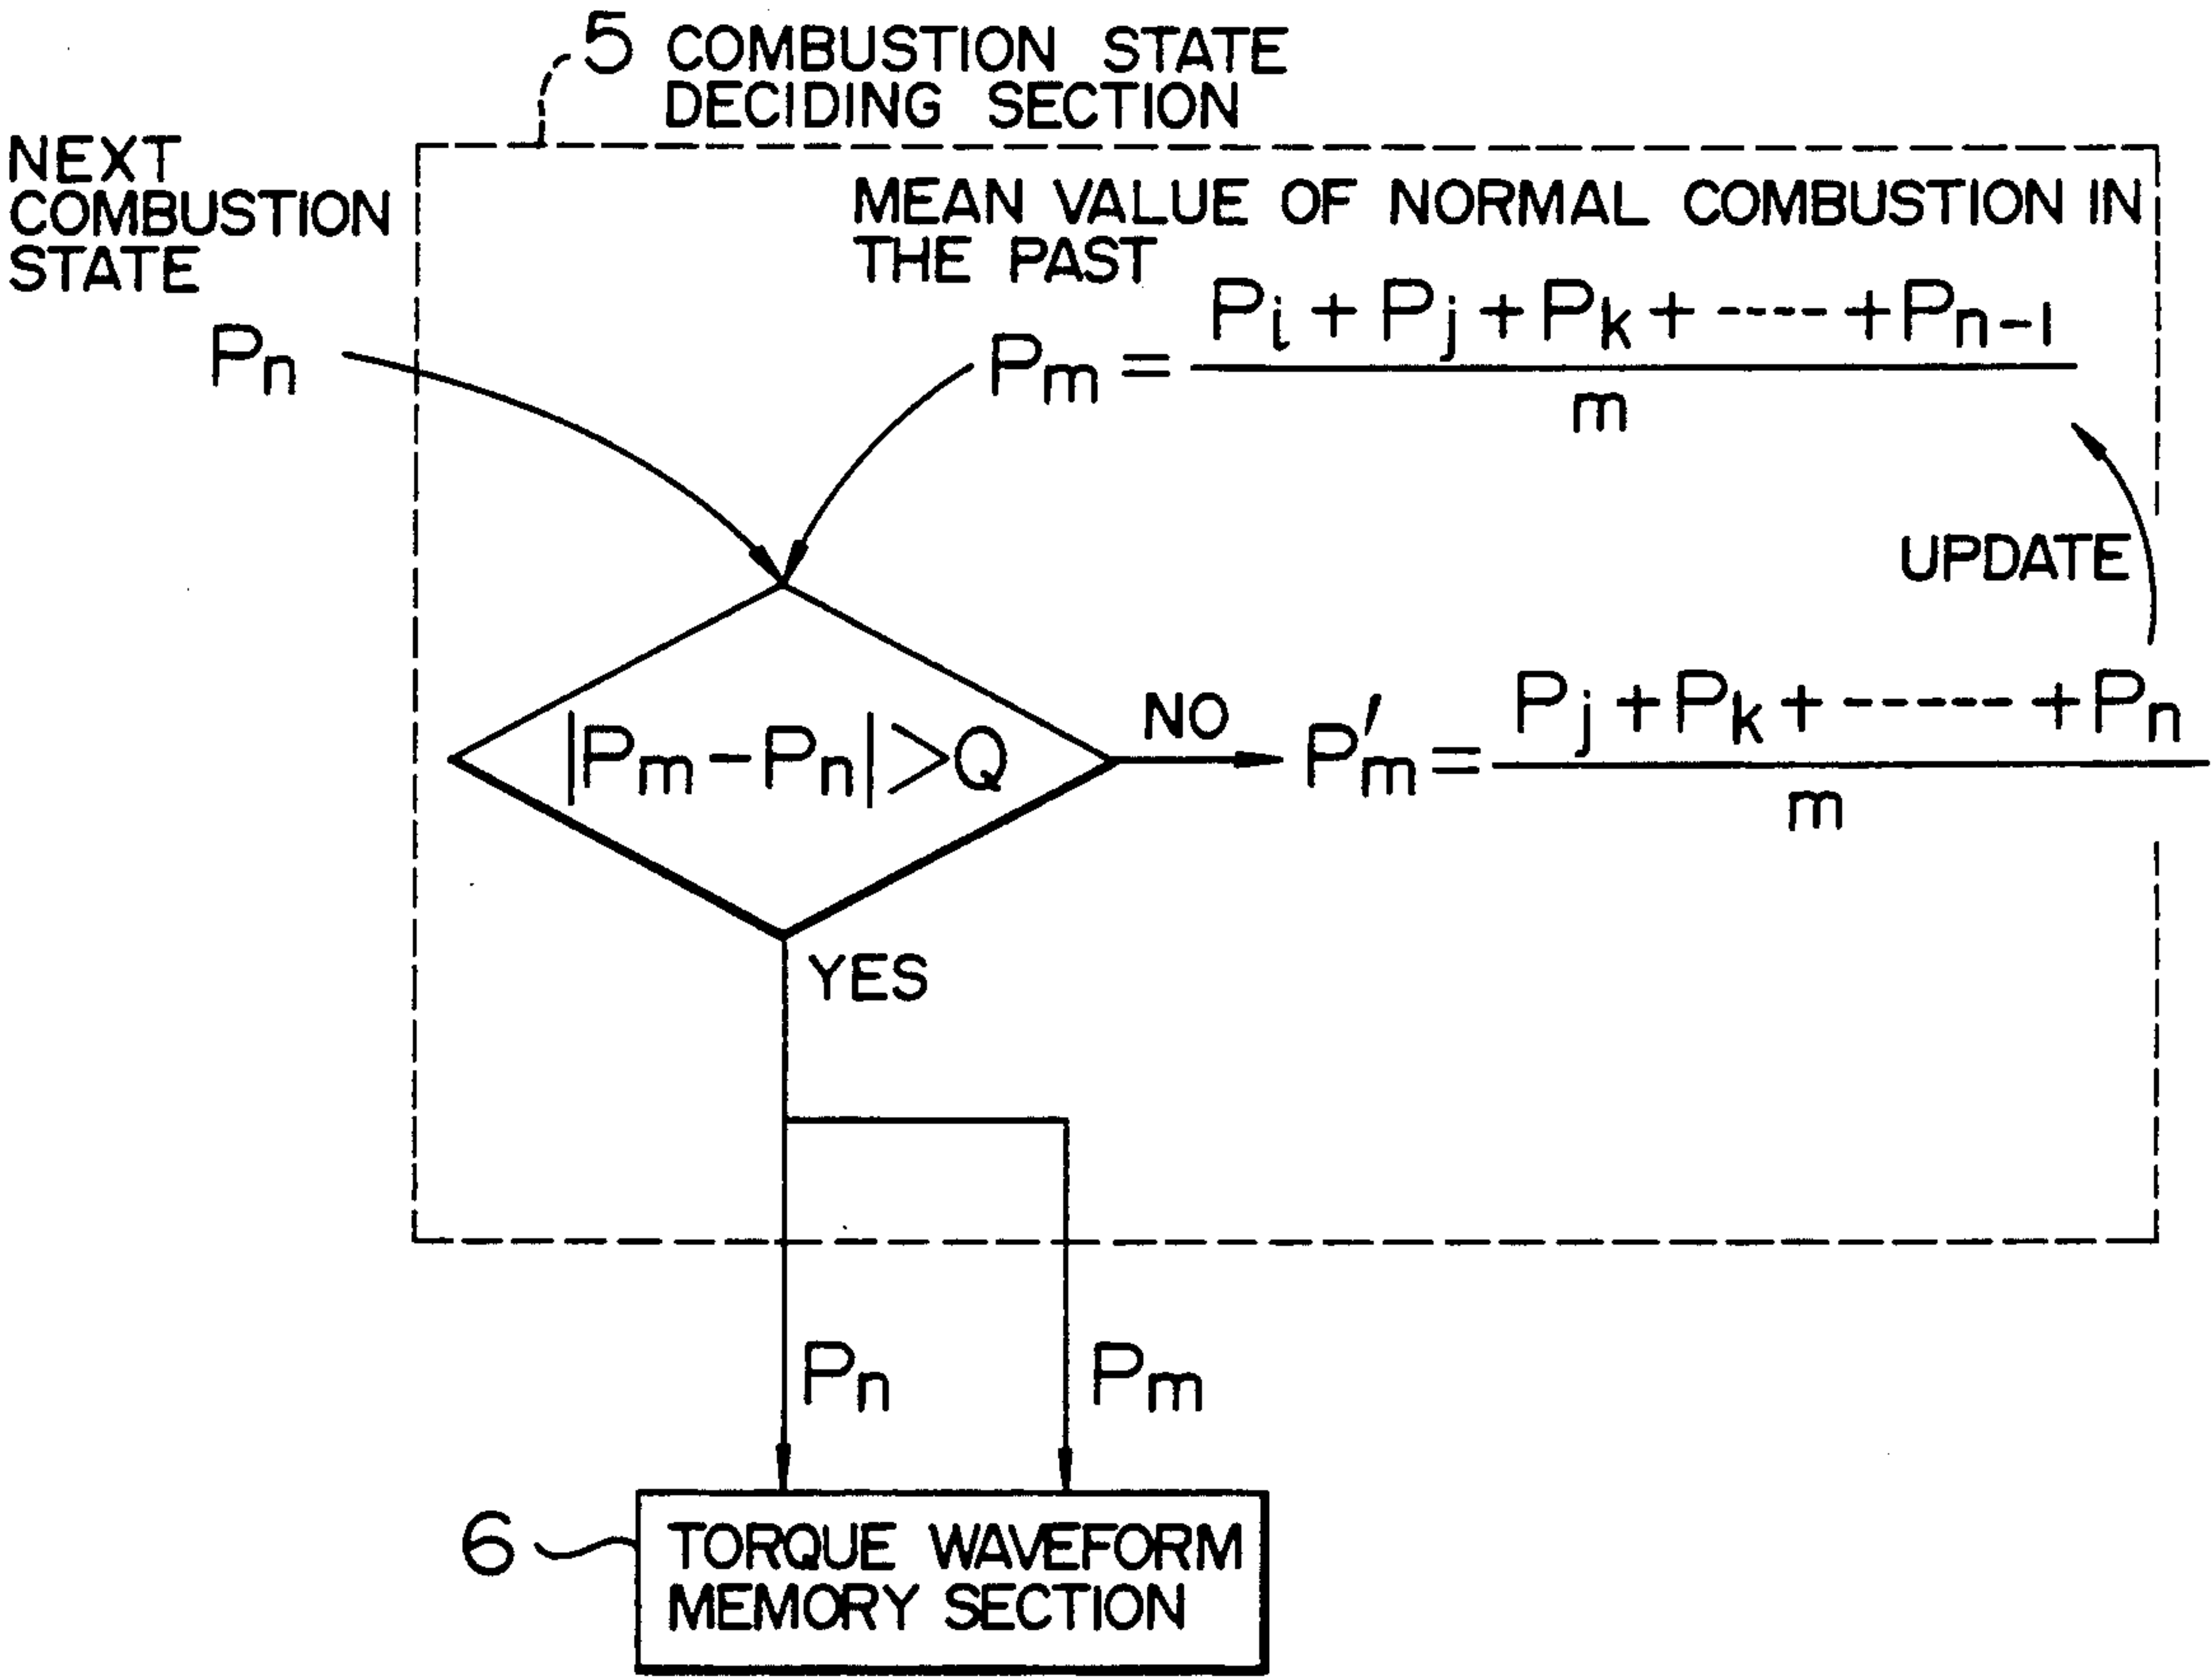 5 COMBUSTION STATE
DECIDING SECTION
NEXT
COMBUSTION
STATE
MEAN VALUE OF NORMAL COMBUSTION IN
THE PAST
Pn
Pm = (Pi + Pj + Pk + ---- + Pn-1) / m
UPDATE
|Pm - Pn| > Q
NO
P'm = (Pj + Pk + ------ + Pn) / m
YES
Pn
Pm
6
TORQUE WAVEFORM
MEMORY SECTION